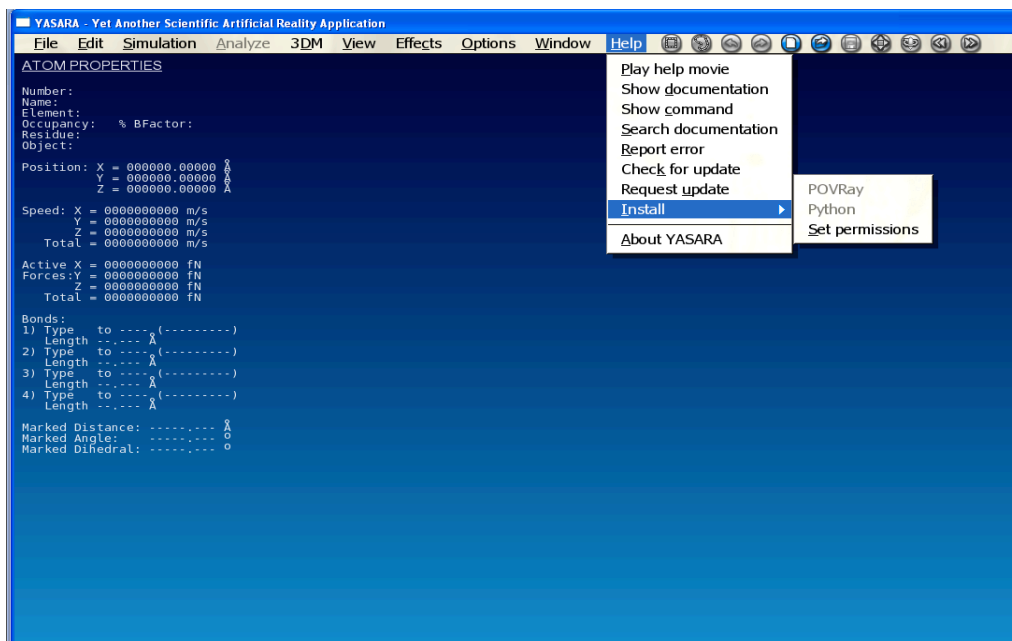 YASARA - Yet Another Scientific Artificial Reality Application
File Edit Simulation Analyze 3DM View Effects Options Window Help
ATOM PROPERTIES
Number:
Name:
Element:
Occupancy: % BFactor:
Residue:
Object:
Position: X = 000000.00000 Å
Y = 000000.00000 Å
Z = 000000.00000 Å
Speed: X = 0000000000 m/s
Y = 0000000000 m/s
Z = 0000000000 m/s
Total = 0000000000 m/s
Active X = 0000000000 fN
Forces:Y = 0000000000 fN
Z = 0000000000 fN
Total = 0000000000 fN
Bonds:
1) Type to ---- (---------)
Length --.--- Å
2) Type to ---- (---------)
Length --.--- Å
3) Type to ---- (---------)
Length --.--- Å
4) Type to ---- (---------)
Length --.--- Å
Marked Distance: -----.--- Å
Marked Angle: -----.--- º
Marked Dihedral: -----.--- º
Play help movie
Show documentation
Show command
Search documentation
Report error
Check for update
Request update
Install
About YASARA
POVRay
Python
Set permissions